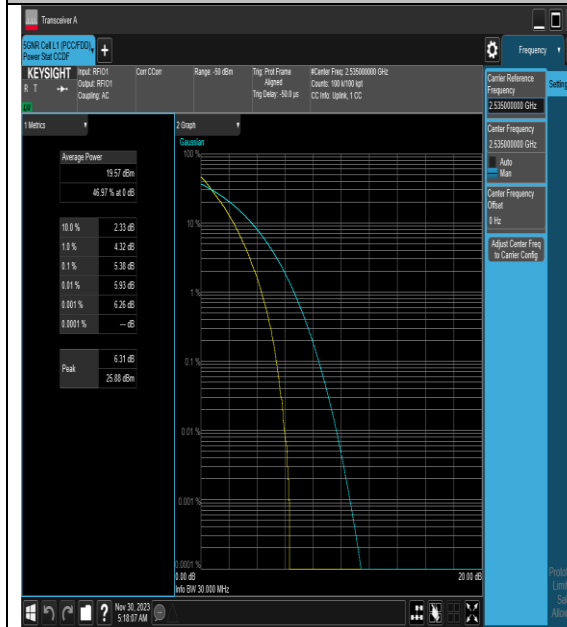 Transceiver A
5GNR Cell L1 (PCC/FDD)
Power Stat CCDF
Frequency
KEYSIGHT
R T
Input: RFIO1
Output: RFIO1
Coupling: AC
Corr CCorr
Range: -50 dBm
Trig: Prot Frame
Aligned
Trig Delay: -50.0 µs
#Center Freq: 2.535000000 GHz
Counts: 100 k/100 kpt
CC Info: Uplink, 1 CC
1 Metrics
Average Power
19.57 dBm
46.97 % at 0 dB
10.0 % 2.33 dB
1.0 % 4.32 dB
0.1 % 5.38 dB
0.01 % 5.93 dB
0.001 % 6.26 dB
0.0001 % --- dB
Peak 6.31 dB
25.88 dBm
2 Graph
Gaussian
100 %
10 %
1 %
0.1 %
0.01 %
0.001 %
0.0001 %
0.00 dB
20.00 dB
Info BW 30.000 MHz
Carrier Reference
Frequency
2.535000000 GHz
Center Frequency
2.535000000 GHz
Auto
Man
Center Frequency
Offset
0 Hz
Adjust Center Freq
to Carrier Config
Setting
Nov 30, 2023
5:18:07 AM